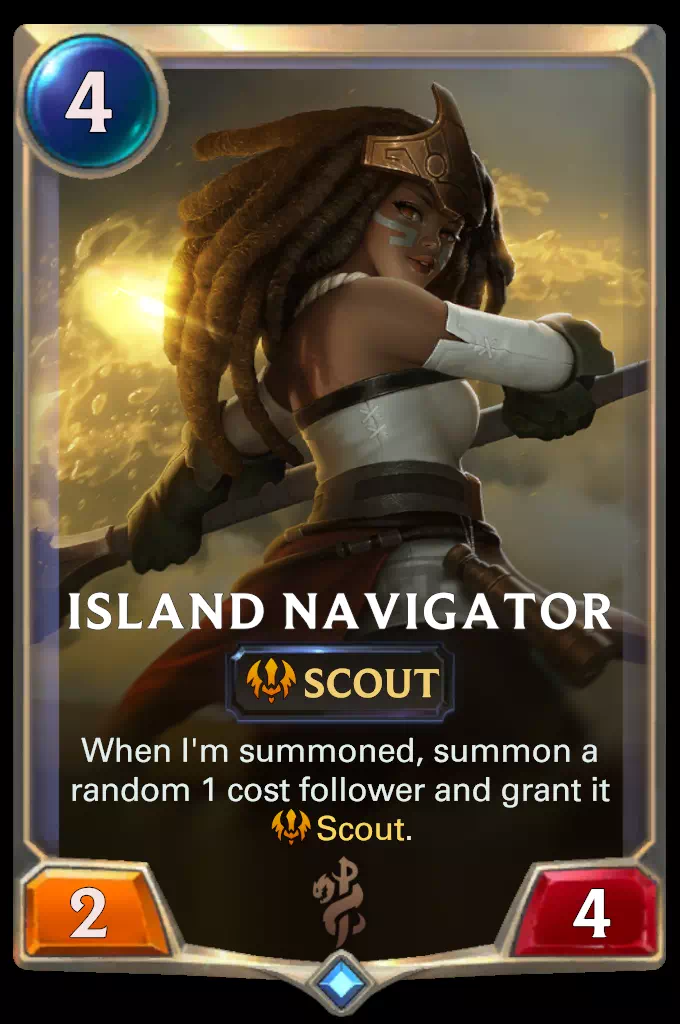 4
ISLAND NAVIGATOR
SCOUT
When I'm summoned, summon a
random 1 cost follower and grant it
Scout.
2
4